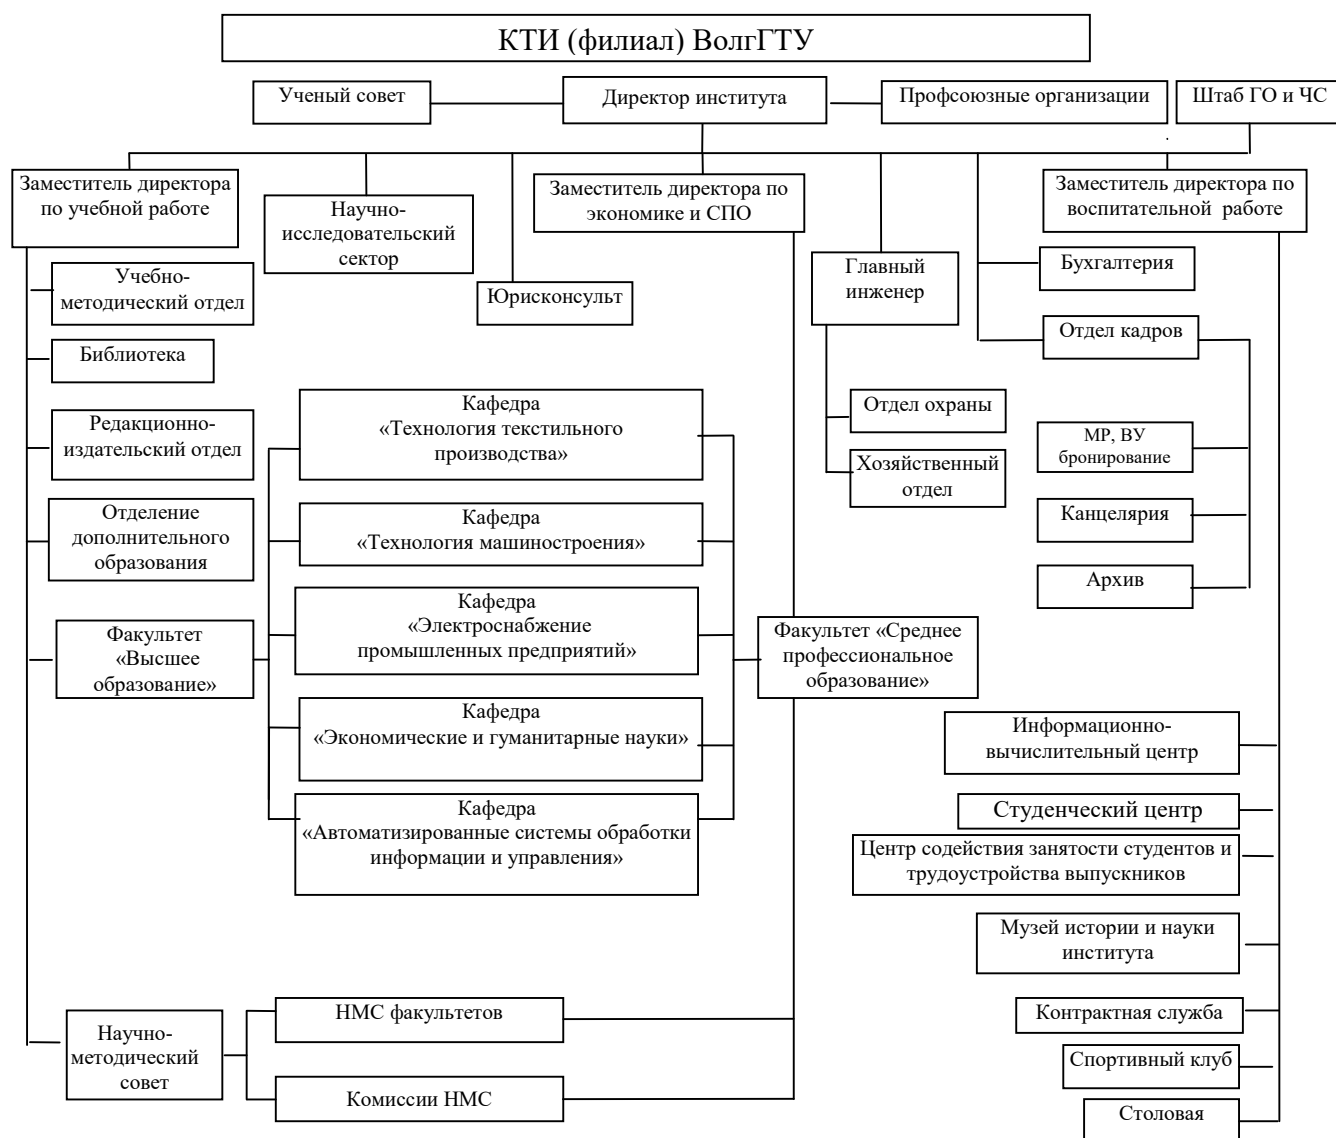 КТИ (филиал) ВолгГТУ
Ученый совет
Директор института
Профсоюзные организации
Штаб ГО и ЧС
Заместитель директора
по учебной работе
Научно-
исследовательский
сектор
Юрисконсульт
Заместитель директора по
экономике и СПО
Главный
инженер
Заместитель директора по
воспитательной работе
Бухгалтерия
Отдел кадров
Учебно-
методический отдел
Библиотека
Редакционно-
издательский отдел
Отделение
дополнительного
образования
Факультет
«Высшее
образование»
Кафедра
«Технология текстильного
производства»
Кафедра
«Технология машиностроения»
Кафедра
«Электроснабжение
промышленных предприятий»
Кафедра
«Экономические и гуманитарные науки»
Кафедра
«Автоматизированные системы обработки
информации и управления»
Факультет «Среднее
профессиональное
образование»
Отдел охраны
Хозяйственный
отдел
МР, ВУ
бронирование
Канцелярия
Архив
Информационно-
вычислительный центр
Студенческий центр
Центр содействия занятости студентов и
трудоустройства выпускников
Музей истории и науки
института
Контрактная служба
Спортивный клуб
Столовая
Научно-
методический
совет
НМС факультетов
Комиссии НМС